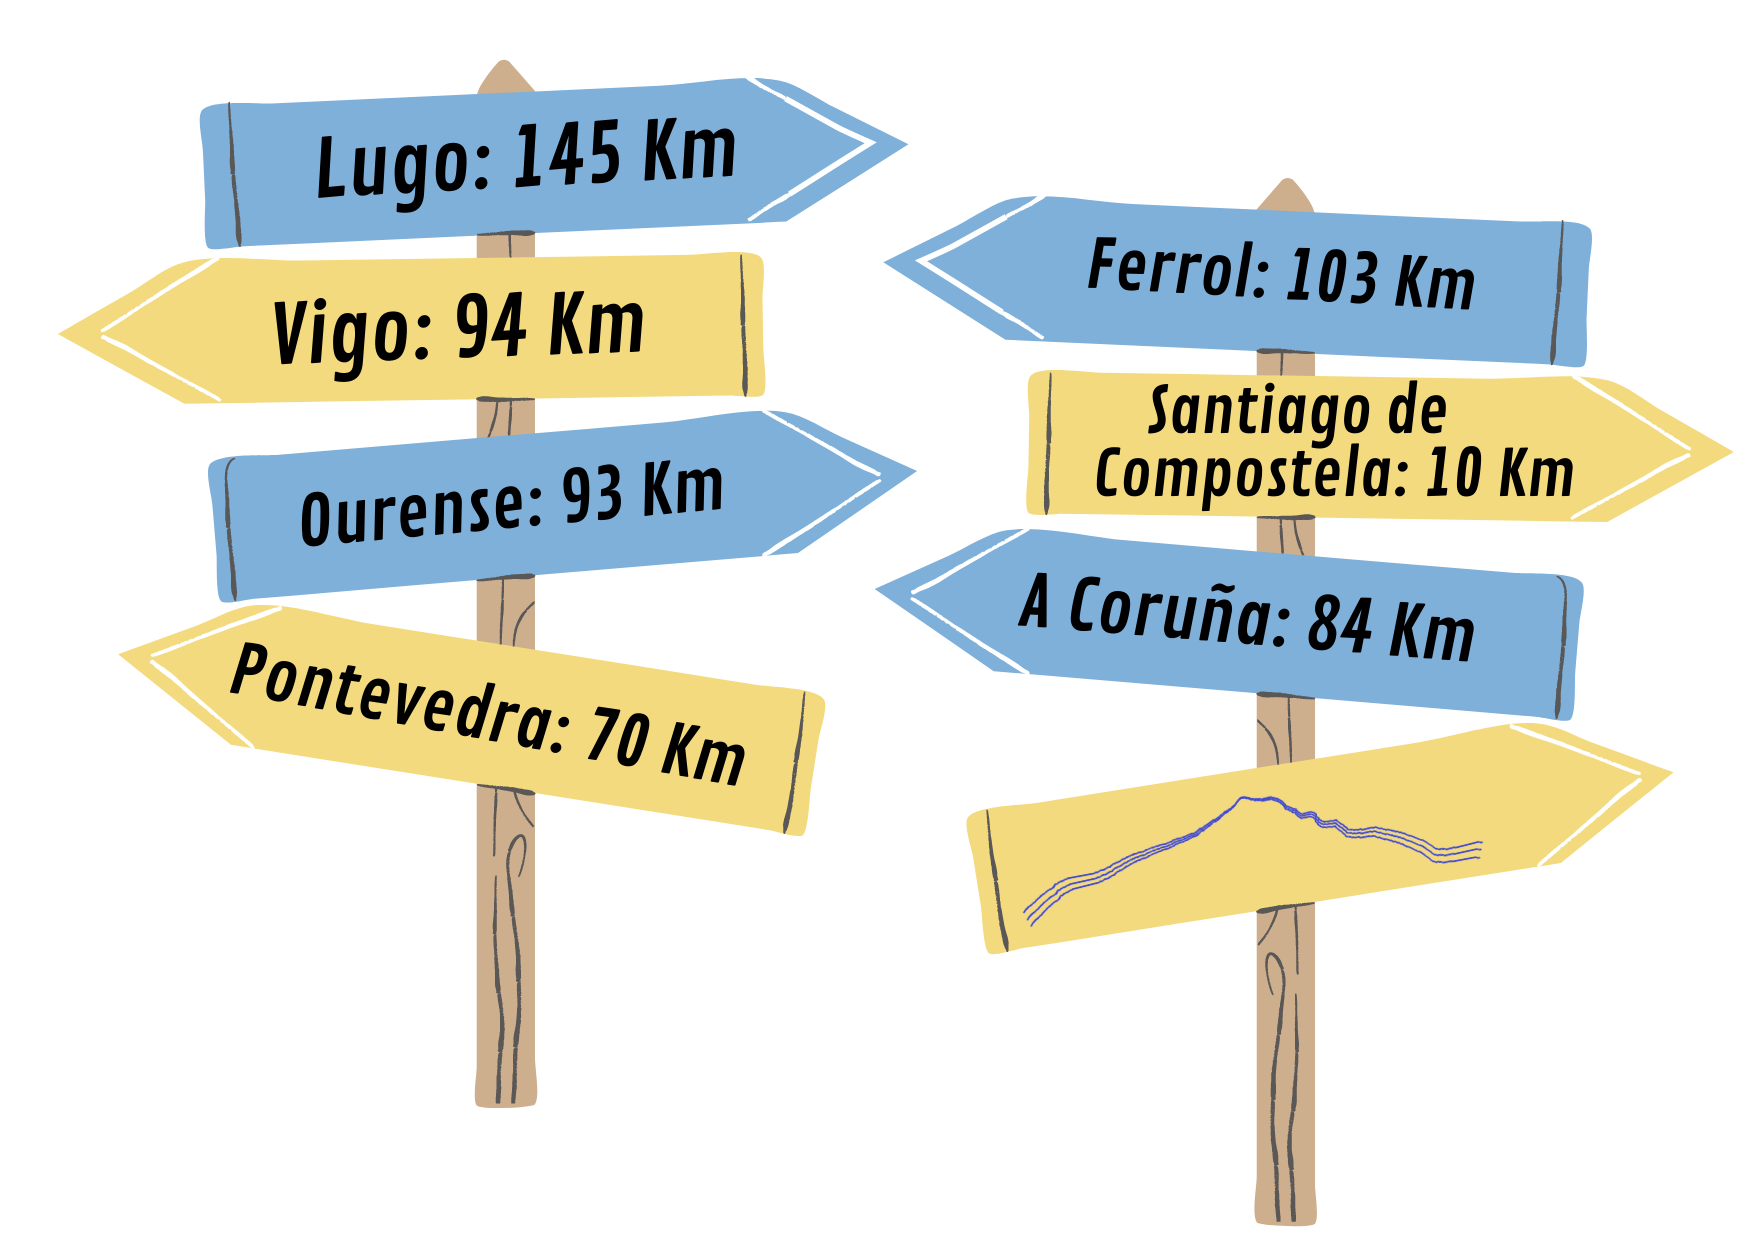 Lugo: 145 Km
Vigo: 94 Km
Ourense: 93 Km
Pontevedra: 70 Km
Ferrol: 103 Km
Santiago de
Compostela: 10 Km
A Coruña: 84 Km